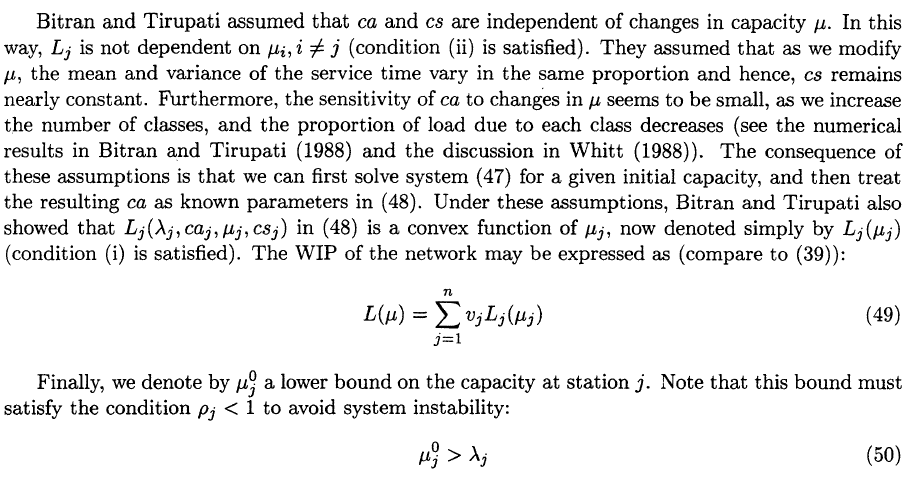 Bitran and Tirupati assumed that ca and cs are independent of changes in capacity μ. In this
way, L_j is not dependent on μ_i, i ≠ j (condition (ii) is satisfied). They assumed that as we modify
μ, the mean and variance of the service time vary in the same proportion and hence, cs remains
nearly constant. Furthermore, the sensitivity of ca to changes in μ seems to be small, as we increase
the number of classes, and the proportion of load due to each class decreases (see the numerical
results in Bitran and Tirupati (1988) and the discussion in Whitt (1988)). The consequence of
these assumptions is that we can first solve system (47) for a given initial capacity, and then treat
the resulting ca as known parameters in (48). Under these assumptions, Bitran and Tirupati also
showed that L_j(λ_j, ca_j, μ_j, cs_j) in (48) is a convex function of μ_j, now denoted simply by L_j(μ_j)
(condition (i) is satisfied). The WIP of the network may be expressed as (compare to (39)):
L(μ) = ∑_{j=1}^{n} v_j L_j(μ_j) (49)
Finally, we denote by μ_j^0 a lower bound on the capacity at station j. Note that this bound must
satisfy the condition ρ_j < 1 to avoid system instability:
μ_j^0 > λ_j (50)